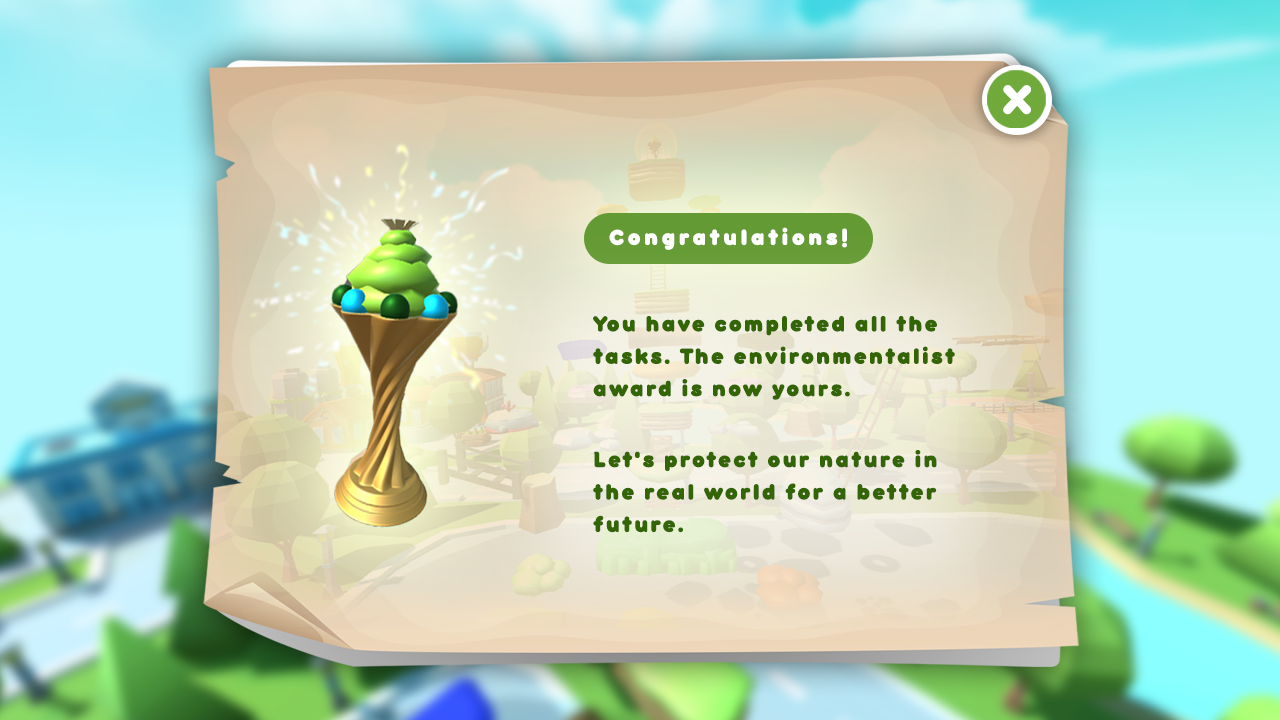 Congratulations!
You have completed all the
tasks. The environmentalist
award is now yours.
Let's protect our nature in
the real world for a better
future.